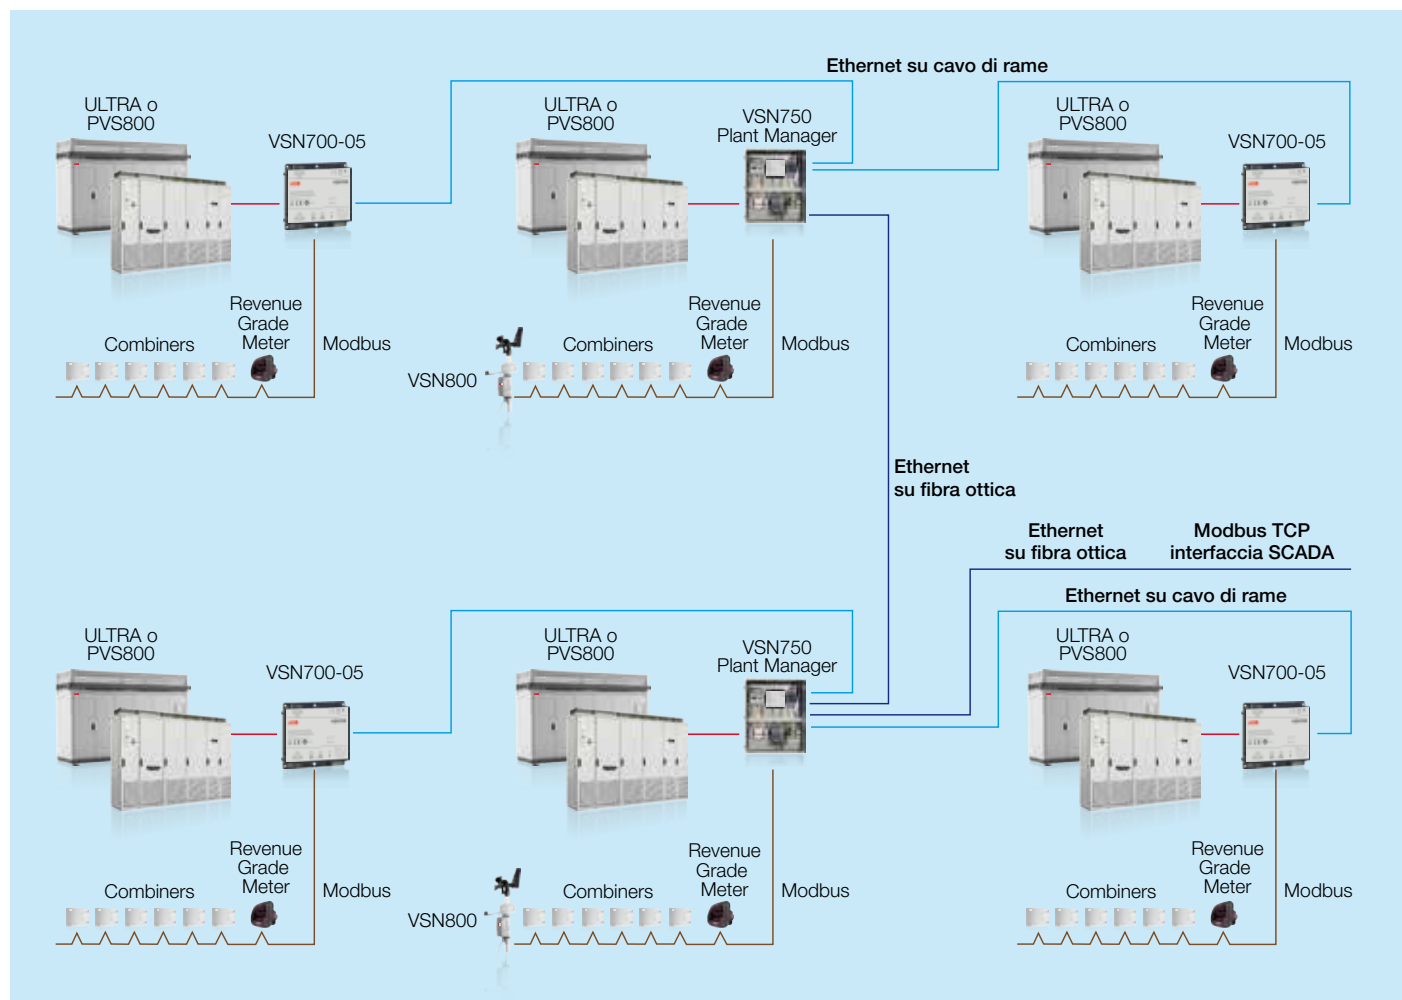 Ethernet su cavo di rame
ULTRA o
PVS800
VSN700-05
ULTRA o
PVS800
VSN750
Plant Manager
ULTRA o
PVS800
VSN700-05
Combiners
Revenue
Grade
Meter
Modbus
VSN800
Combiners
Revenue
Grade
Meter
Modbus
Combiners
Revenue
Grade
Meter
Modbus
Ethernet
su fibra ottica
Ethernet
su fibra ottica
Modbus TCP
interfaccia SCADA
Ethernet su cavo di rame
ULTRA o
PVS800
VSN700-05
ULTRA o
PVS800
VSN750
Plant Manager
ULTRA o
PVS800
VSN700-05
Combiners
Revenue
Grade
Meter
Modbus
VSN800
Combiners
Revenue
Grade
Meter
Modbus
Combiners
Revenue
Grade
Meter
Modbus